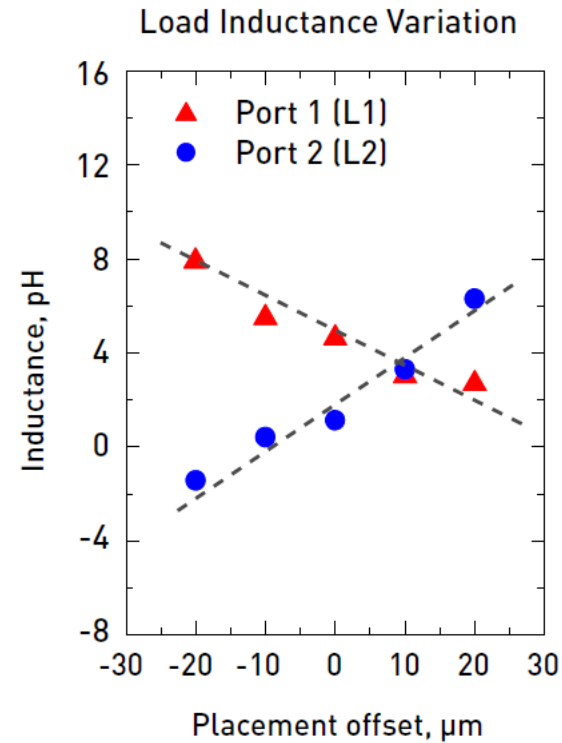 Load Inductance Variation
16
12
8
4
0
-4
-8
Port 1 (L1)
Port 2 (L2)
Inductance, pH
-30 -20 -10 0 10 20 30
Placement offset, μm